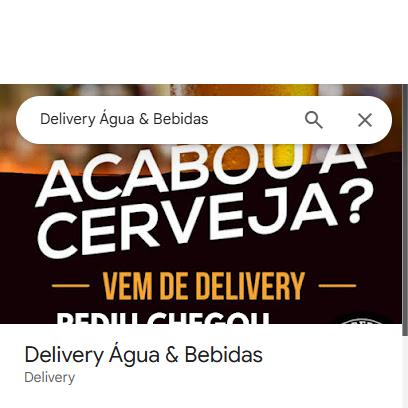 Delivery Água & Bebidas
ACABOU A
CERVEJA?
VEM DE DELIVERY
PEDIU CHEGOU
Delivery Água & Bebidas
Delivery